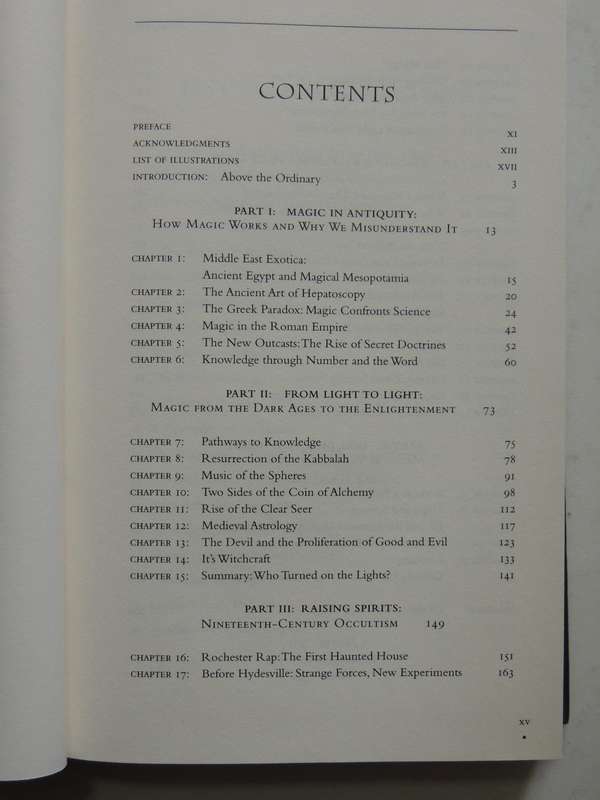 CONTENTS
PREFACE XI
ACKNOWLEDGMENTS XIII
LIST OF ILLUSTRATIONS XVII
INTRODUCTION: Above the Ordinary 3
PART I: MAGIC IN ANTIQUITY:
HOW MAGIC WORKS AND WHY WE MISUNDERSTAND IT 13
CHAPTER 1: Middle East Exotica:
Ancient Egypt and Magical Mesopotamia 15
CHAPTER 2: The Ancient Art of Hepatoscopy 20
CHAPTER 3: The Greek Paradox: Magic Confronts Science 24
CHAPTER 4: Magic in the Roman Empire 42
CHAPTER 5: The New Outcasts: The Rise of Secret Doctrines 52
CHAPTER 6: Knowledge through Number and the Word 60
PART II: FROM LIGHT TO LIGHT:
MAGIC FROM THE DARK AGES TO THE ENLIGHTENMENT 73
CHAPTER 7: Pathways to Knowledge 75
CHAPTER 8: Resurrection of the Kabbalah 78
CHAPTER 9: Music of the Spheres 91
CHAPTER 10: Two Sides of the Coin of Alchemy 98
CHAPTER 11: Rise of the Clear Seer 112
CHAPTER 12: Medieval Astrology 117
CHAPTER 13: The Devil and the Proliferation of Good and Evil 123
CHAPTER 14: It's Witchcraft 133
CHAPTER 15: Summary: Who Turned on the Lights? 141
PART III: RAISING SPIRITS:
NINETEENTH-CENTURY OCCULTISM 149
CHAPTER 16: Rochester Rap: The First Haunted House 151
CHAPTER 17: Before Hydesville: Strange Forces, New Experiments 163
XV